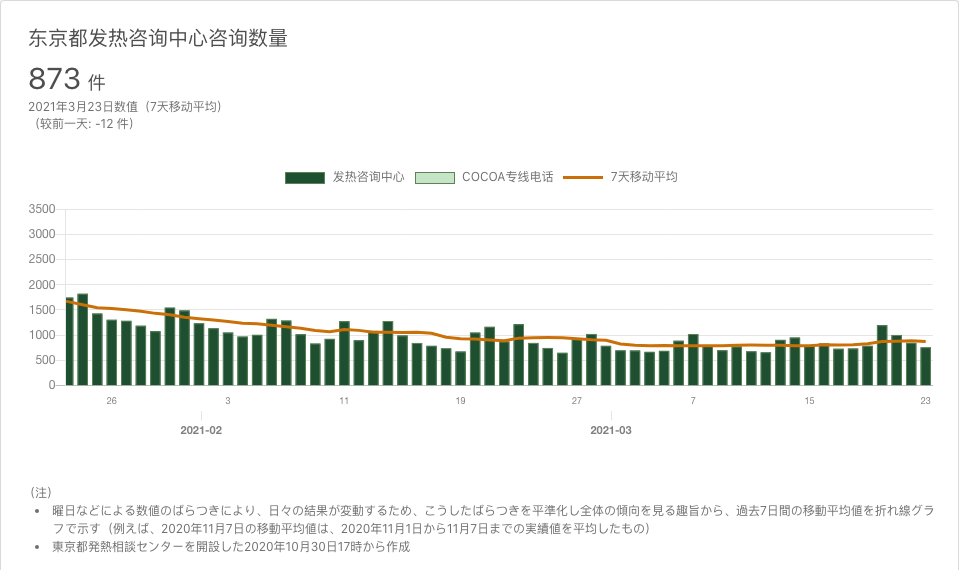 东京都发热咨询中心咨询数量
873 件
2021年3月23日数值（7天移动平均）
（较前一天: -12 件）
发热咨询中心 COCOA专线电话 7天移动平均
3500
3000
2500
2000
1500
1000
500
0
26 3 11 19 27 7 15 23
2021-02 2021-03
（注）
• 曜日などによる数値のばらつきにより、日々の結果が変動するため、こうしたばらつきを平準化し全体の傾向を見る趣旨から、過去7日間の移動平均値を折れ線グラ
フで示す（例えば、2020年11月7日の移動平均値は、2020年11月1日から11月7日までの実績値を平均したもの）
• 東京都発熱相談センターを開設した2020年10月30日17時から作成